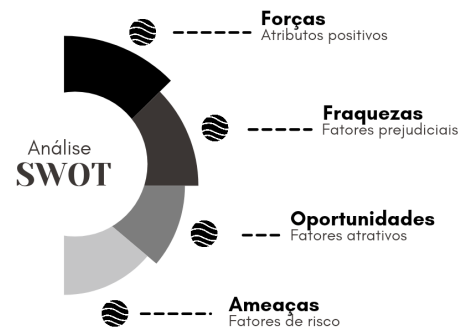 Forças
Atributos positivos
Fraquezas
Fatores prejudiciais
Análise
SWOT
Oportunidades
Fatores atrativos
Ameaças
Fatores de risco